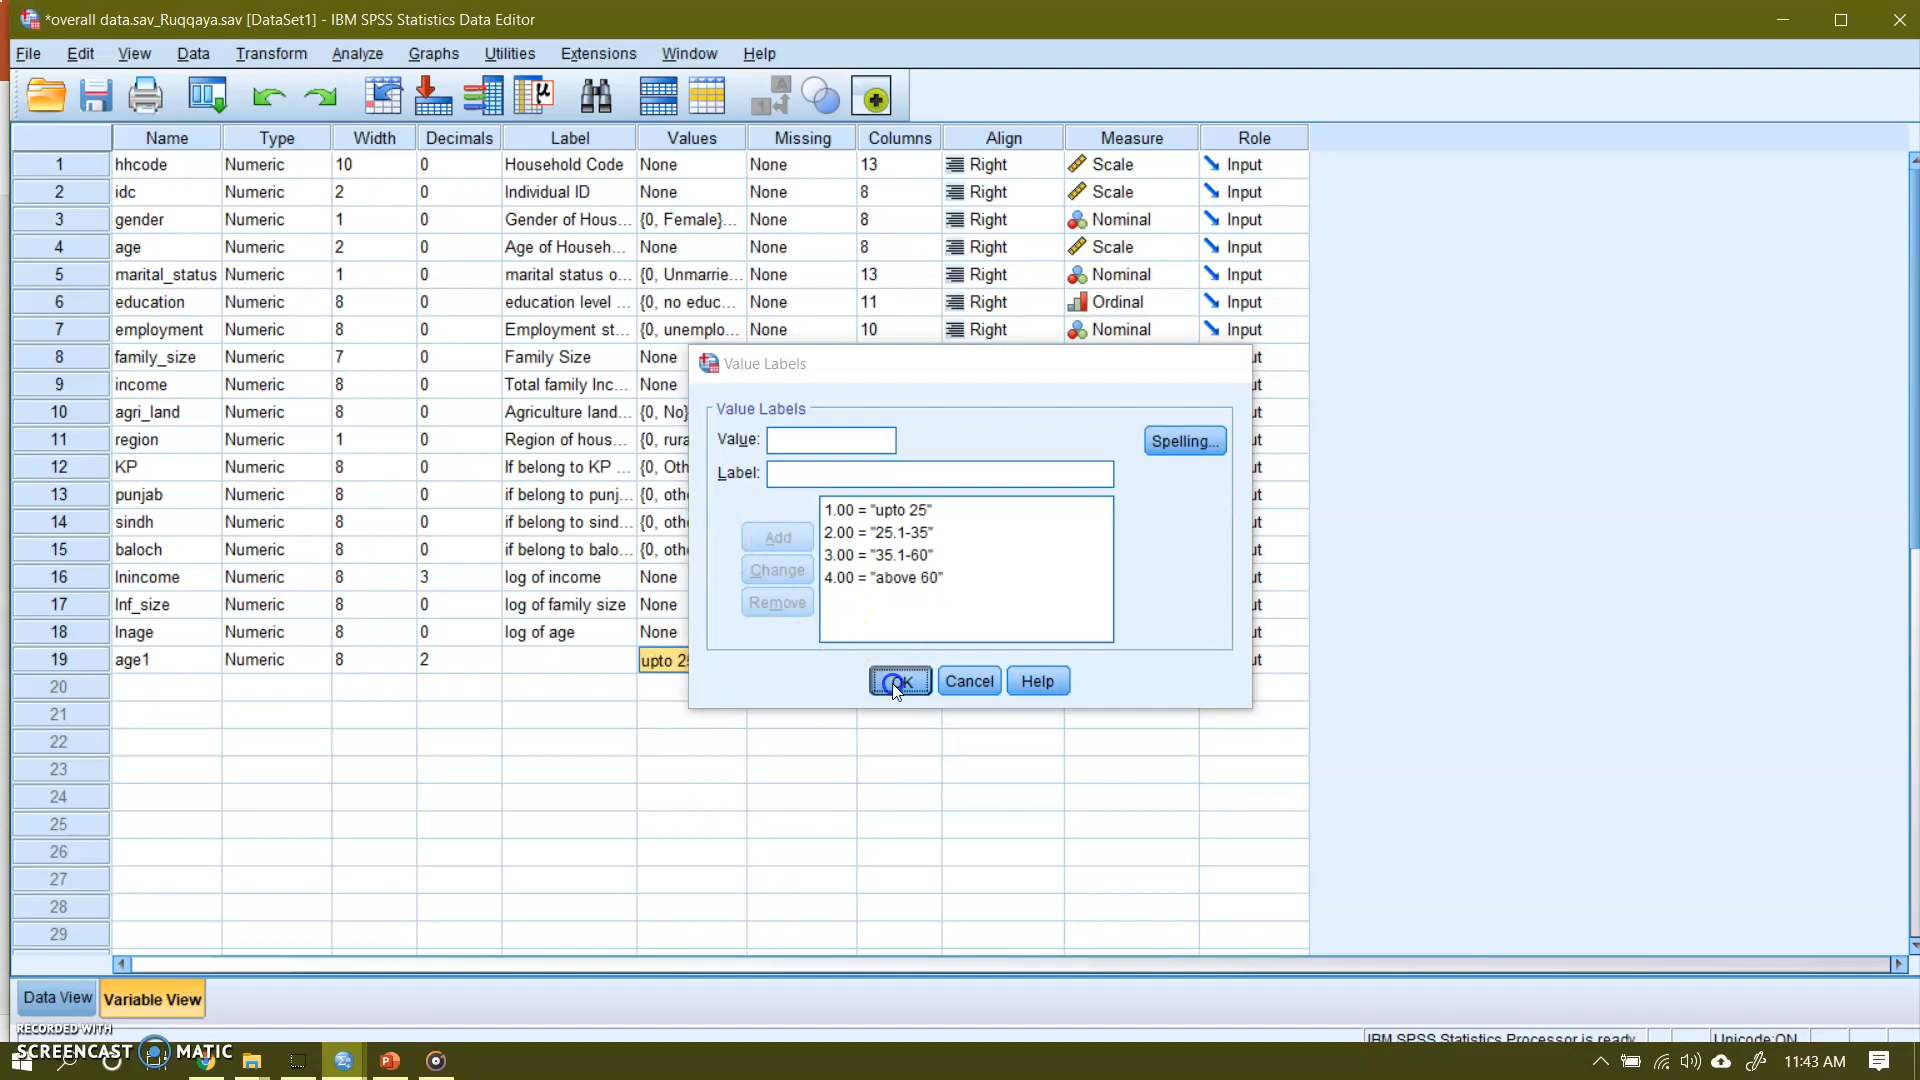 *overall data.sav_Ruqqaya.sav [DataSet1] - IBM SPSS Statistics Data Editor
File Edit View Data Transform Analyze Graphs Utilities Extensions Window Help
Name Type Width Decimals Label Values Missing Columns Align Measure Role
1 hhcode Numeric 10 0 Household Code None None 13 Right Scale Input
2 idc Numeric 2 0 Individual ID None None 8 Right Scale Input
3 gender Numeric 1 0 Gender of Hous... {0, Female}... None 8 Right Nominal Input
4 age Numeric 2 0 Age of Househ... None None 8 Right Scale Input
5 marital_status Numeric 1 0 marital status o... {0, Unmarrie... None 13 Right Nominal Input
6 education Numeric 8 0 education level ... {0, no educ... None 11 Right Ordinal Input
7 employment Numeric 8 0 Employment st... {0, unemplo... None 10 Right Nominal Input
8 family_size Numeric 7 0 Family Size None ut
9 income Numeric 8 0 Total family Inc... None ut
10 agri_land Numeric 8 0 Agriculture land... {0, No} ut
11 region Numeric 1 0 Region of hous... {0, rura ut
12 KP Numeric 8 0 If belong to KP ... {0, Oth ut
13 punjab Numeric 8 0 if belong to punj... {0, oth ut
14 sindh Numeric 8 0 if belong to sind... {0, oth ut
15 baloch Numeric 8 0 if belong to balo... {0, oth ut
16 lnincome Numeric 8 3 log of income None ut
17 lnf_size Numeric 8 0 log of family size None ut
18 lnage Numeric 8 0 log of age None ut
19 age1 Numeric 8 2 upto 25 ut
20
21
22
23
24
25
26
27
28
29
Value Labels
Value Labels
Value:
Spelling...
Label:
1.00 = "upto 25"
2.00 = "25.1-35"
3.00 = "35.1-60"
4.00 = "above 60"
Add
Change
Remove
OK Cancel Help
Data View Variable View
IBM SPSS Statistics Processor is ready Unicode:ON
RECORDED WITH
SCREENCAST MATIC
11:43 AM